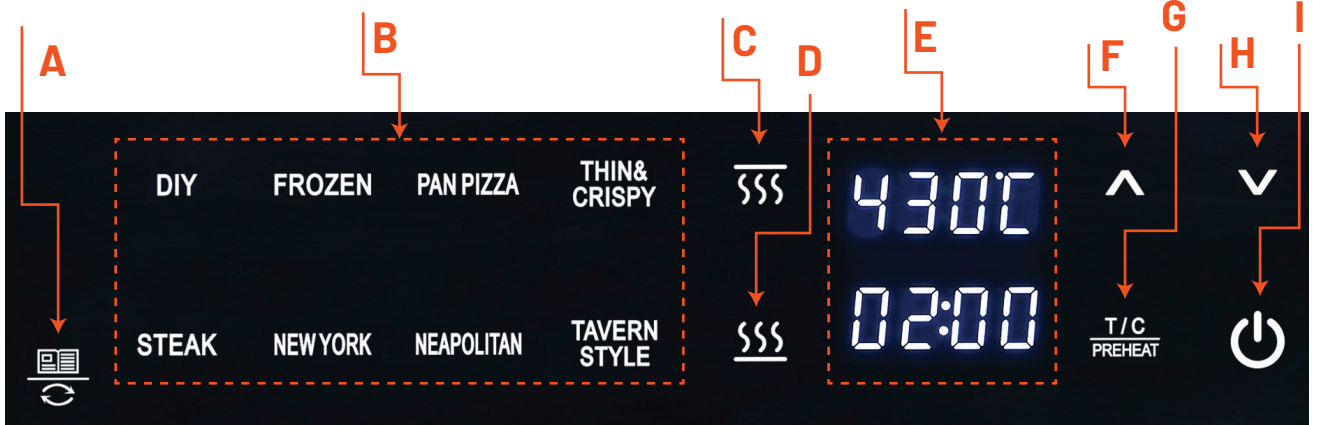 A
B
C
D
E
F
G
H
I
DIY
FROZEN
PAN PIZZA
THIN&
CRISPY
430°C
STEAK
NEW YORK
NEAPOLITAN
TAVERN
STYLE
02:00
T/C
PREHEAT